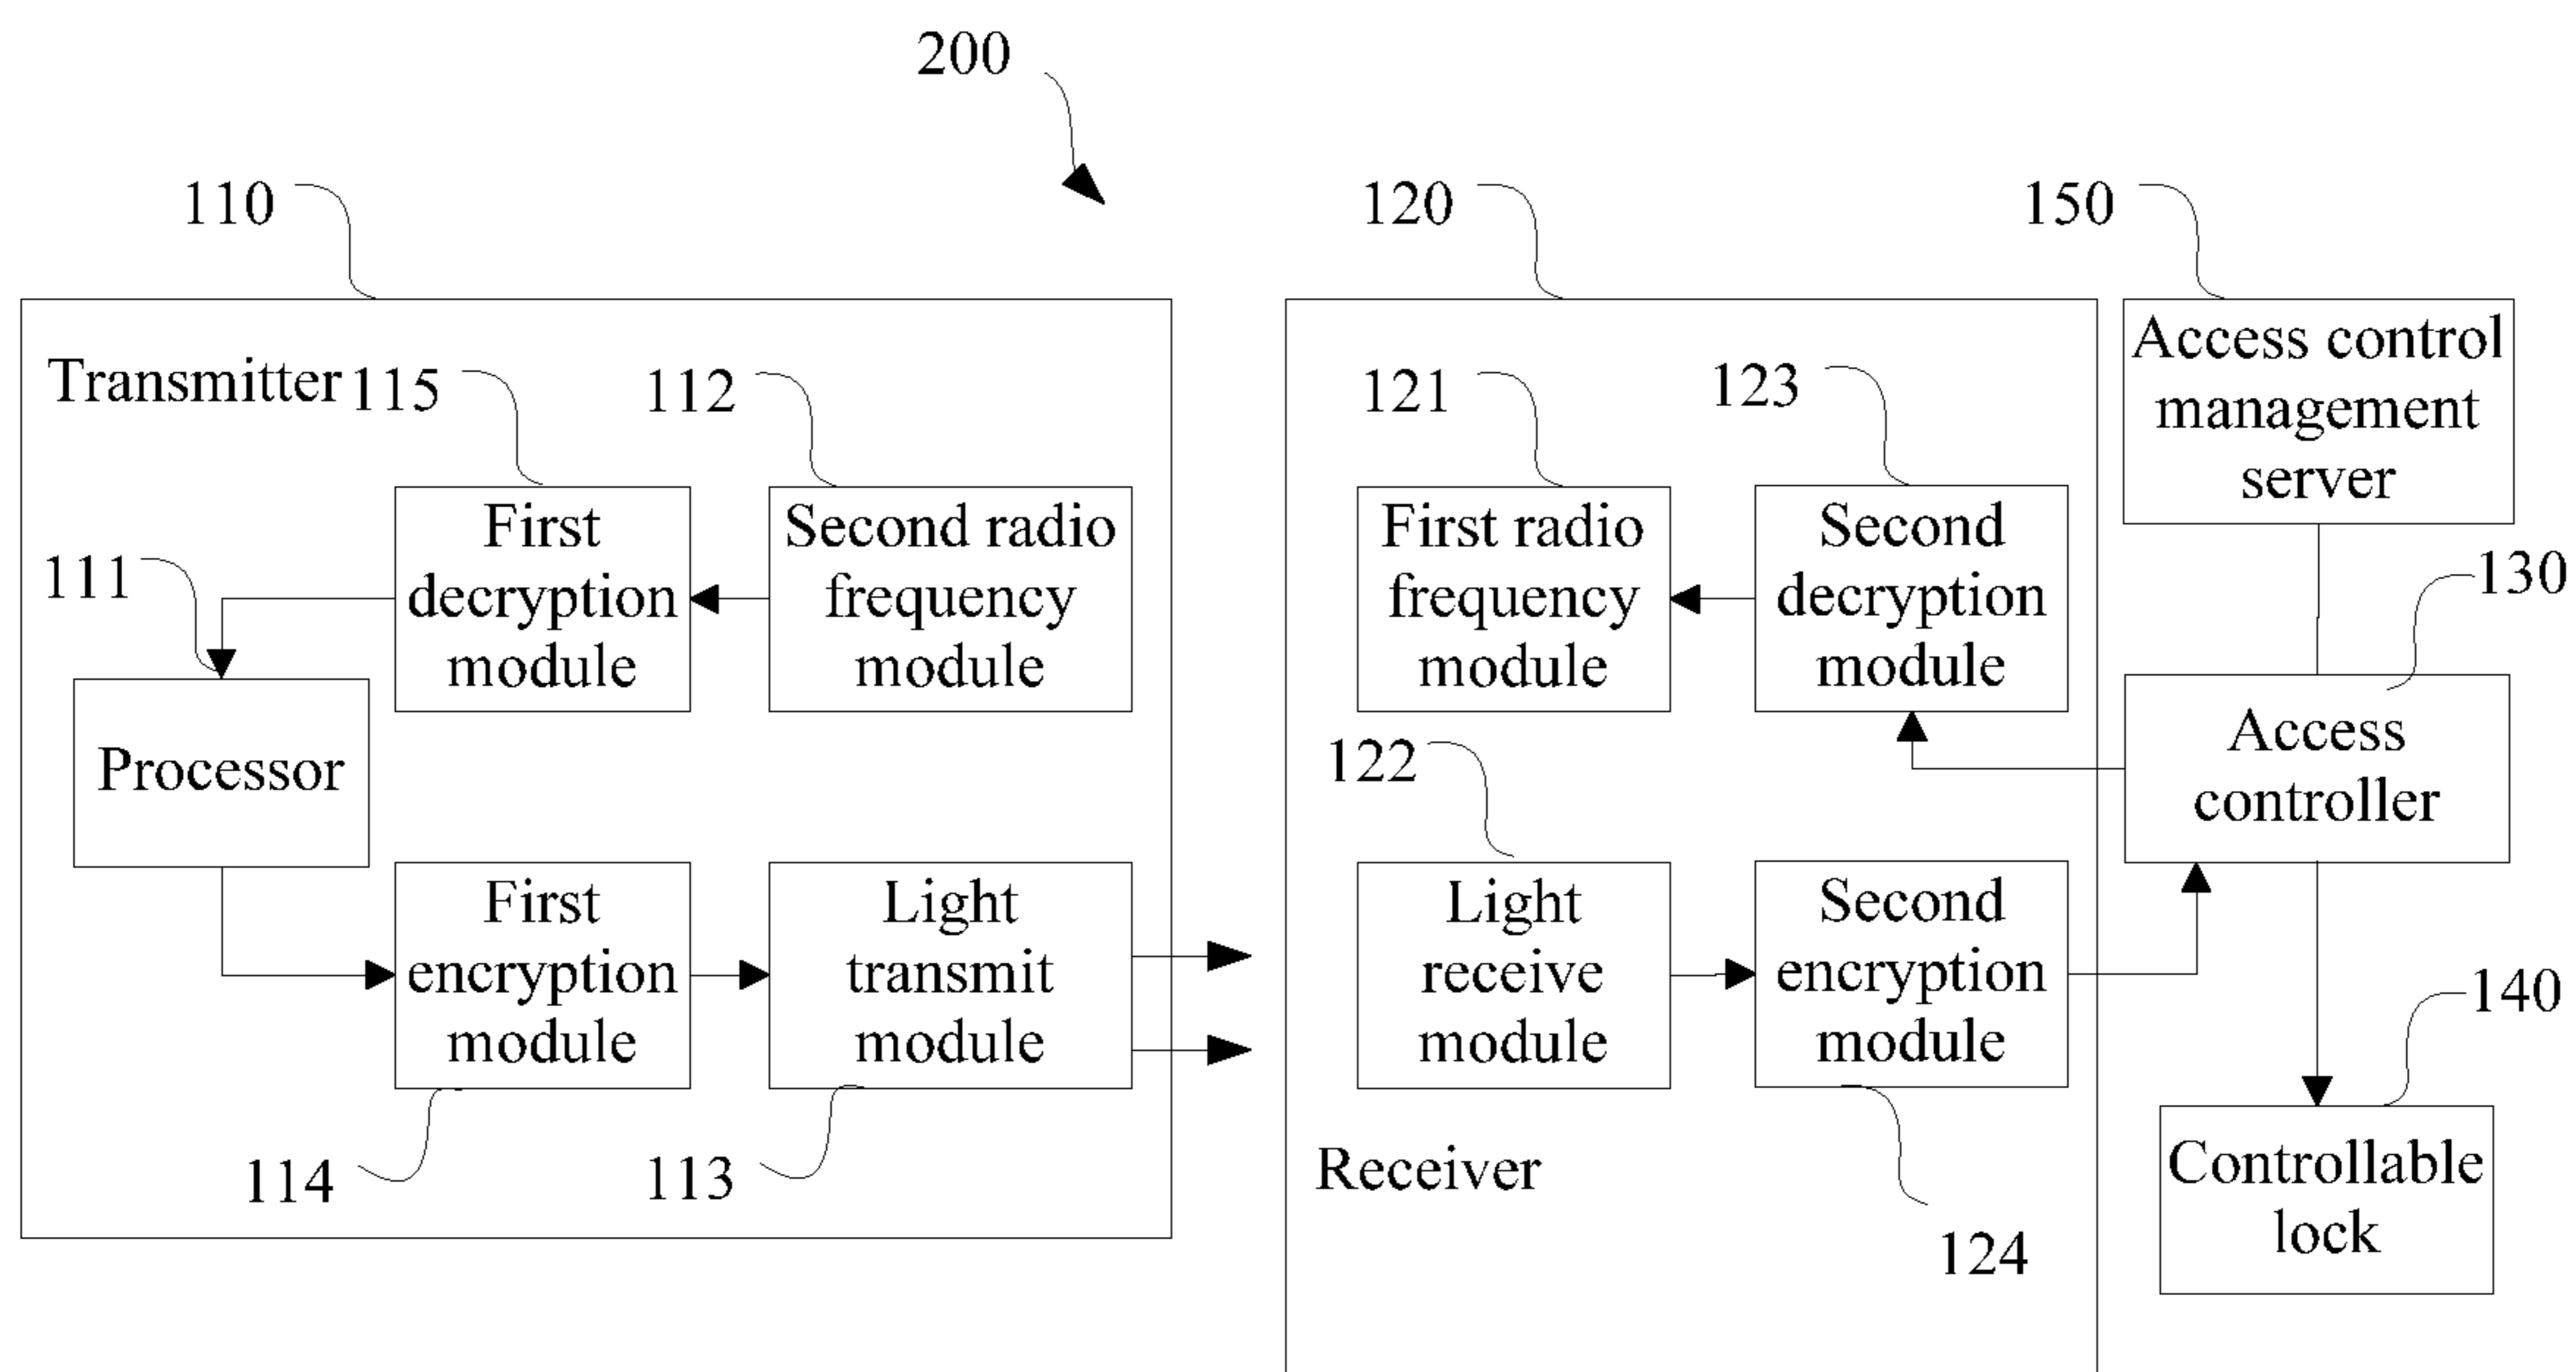 200
110
120
150
Transmitter
115
112
121
123
Access control
management
server
First
decryption
module
Second radio
frequency
module
First radio
frequency
module
Second
decryption
module
111
130
Processor
122
Access
controller
First
encryption
module
Light
transmit
module
Light
receive
module
Second
encryption
module
140
114
113
Receiver
124
Controllable
lock